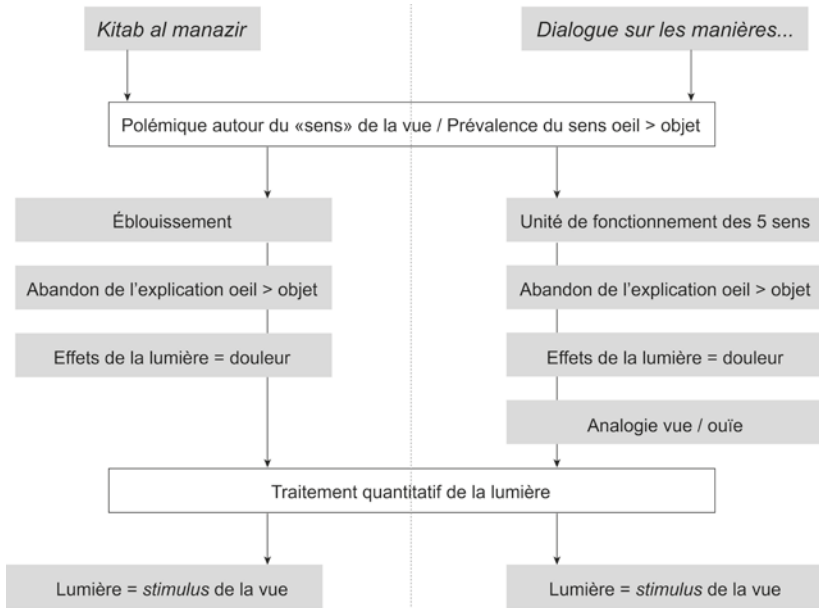 Kitab al manazir
Dialogue sur les manières...
Polémique autour du «sens» de la vue / Prévalence du sens oeil > objet
Éblouissement
Unité de fonctionnement des 5 sens
Abandon de l'explication oeil > objet
Abandon de l'explication oeil > objet
Effets de la lumière = douleur
Effets de la lumière = douleur
Analogie vue / ouïe
Traitement quantitatif de la lumière
Lumière = stimulus de la vue
Lumière = stimulus de la vue